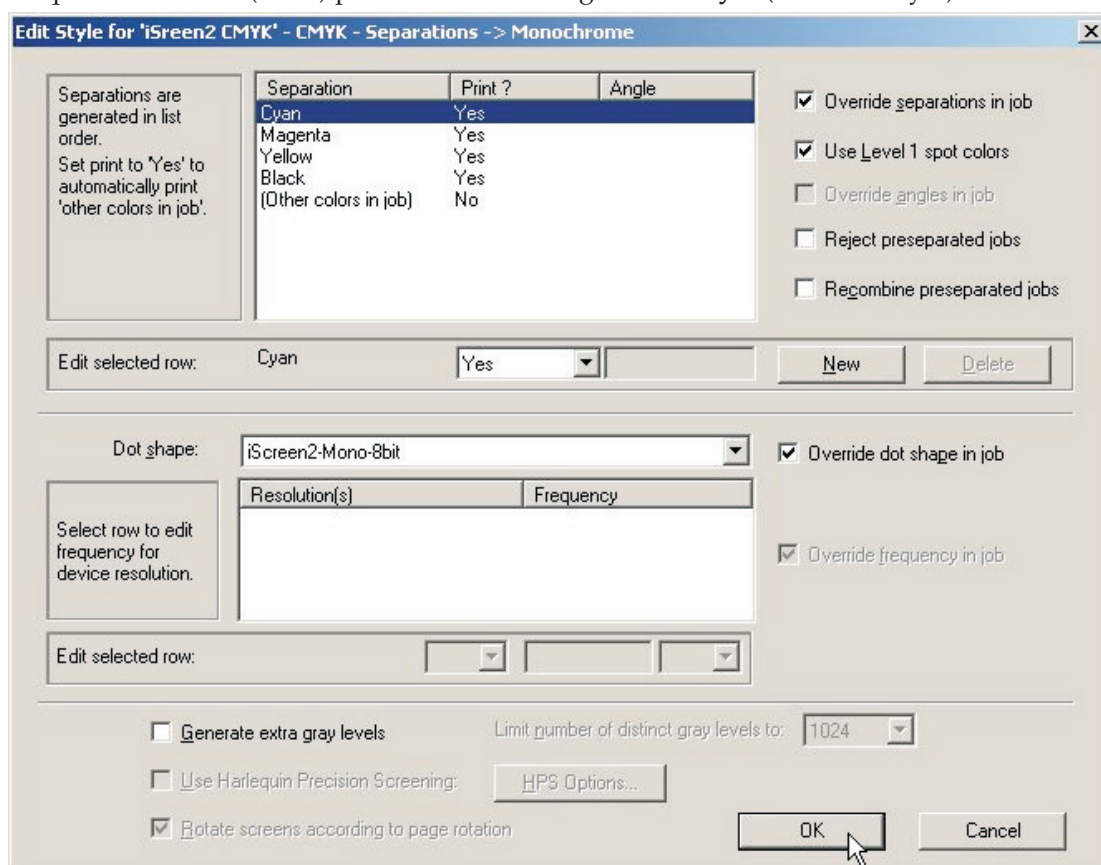 Edit Style for 'iSreen2 CMYK' - CMYK - Separations -> Monochrome
Separations are
generated in list
order.
Set print to 'Yes' to
automatically print
'other colors in job'.
Separation Print ? Angle
Cyan Yes
Magenta Yes
Yellow Yes
Black Yes
(Other colors in job) No
Override separations in job
Use Level 1 spot colors
Override angles in job
Reject preseparated jobs
Recombine preseparated jobs
Edit selected row: Cyan Yes New Delete
Dot shape: iScreen2-Mono-8bit Override dot shape in job
Select row to edit
frequency for
device resolution.
Resolution(s) Frequency
Override frequency in job
Edit selected row:
Generate extra gray levels Limit number of distinct gray levels to: 1024
Use Harlequin Precision Screening: HPS Options...
Rotate screens according to page rotation
OK Cancel